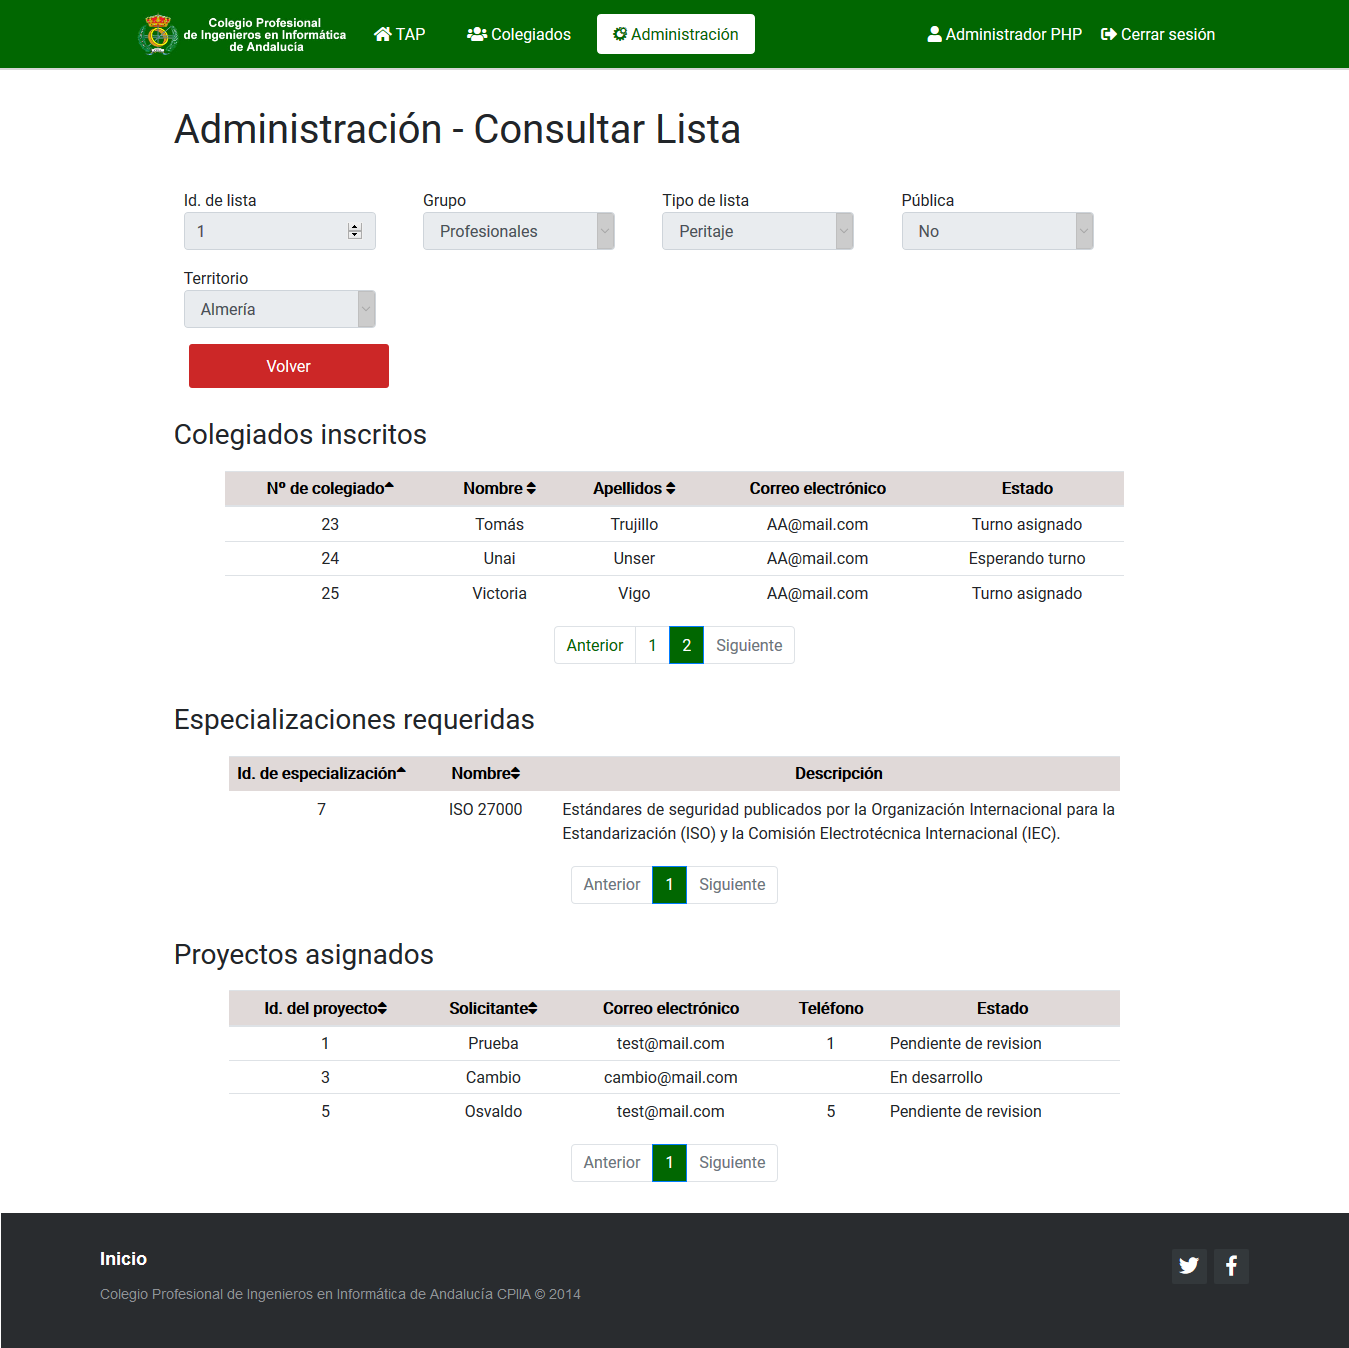 Colegio Profesional
de Ingenieros en Informática
de Andalucía
TAP
Colegiados
Administración
Administrador PHP
Cerrar sesión
Administración - Consultar Lista
Id. de lista
Grupo
Tipo de lista
Pública
1
Profesionales
Peritaje
No
Territorio
Almería
Volver
Colegiados inscritos
Nº de colegiado Nombre Apellidos Correo electrónico Estado
23 Tomás Trujillo AA@mail.com Turno asignado
24 Unai Unser AA@mail.com Esperando turno
25 Victoria Vigo AA@mail.com Turno asignado
Anterior 1 2 Siguiente
Especializaciones requeridas
Id. de especialización Nombre Descripción
7 ISO 27000 Estándares de seguridad publicados por la Organización Internacional para la
Estandarización (ISO) y la Comisión Electrotécnica Internacional (IEC).
Anterior 1 Siguiente
Proyectos asignados
Id. del proyecto Solicitante Correo electrónico Teléfono Estado
1 Prueba test@mail.com 1 Pendiente de revision
3 Cambio cambio@mail.com En desarrollo
5 Osvaldo test@mail.com 5 Pendiente de revision
Anterior 1 Siguiente
Inicio
Colegio Profesional de Ingenieros en Informática de Andalucía CPIIA © 2014